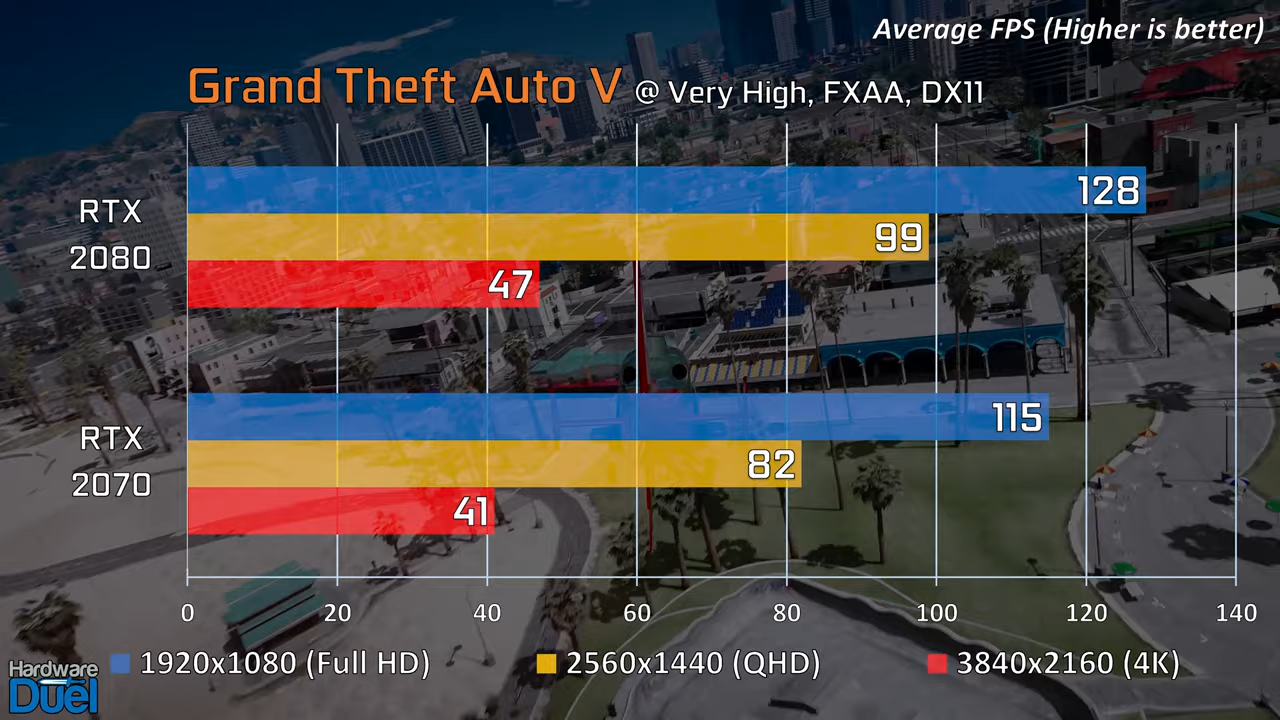 Average FPS (Higher is better)
Grand Theft Auto V @ Very High, FXAA, DX11
RTX
2080
128
99
47
RTX
2070
115
82
41
0 20 40 60 80 100 120 140
1920x1080 (Full HD) 2560x1440 (QHD) 3840x2160 (4K)
Hardware
Duel